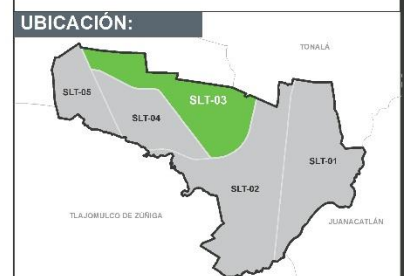 UBICACIÓN:
TONALÁ
SLT-05
SLT-03
SLT-04
SLT-01
SLT-02
TLAJOMULCO DE ZÚÑIGA
JUANACATLÁN